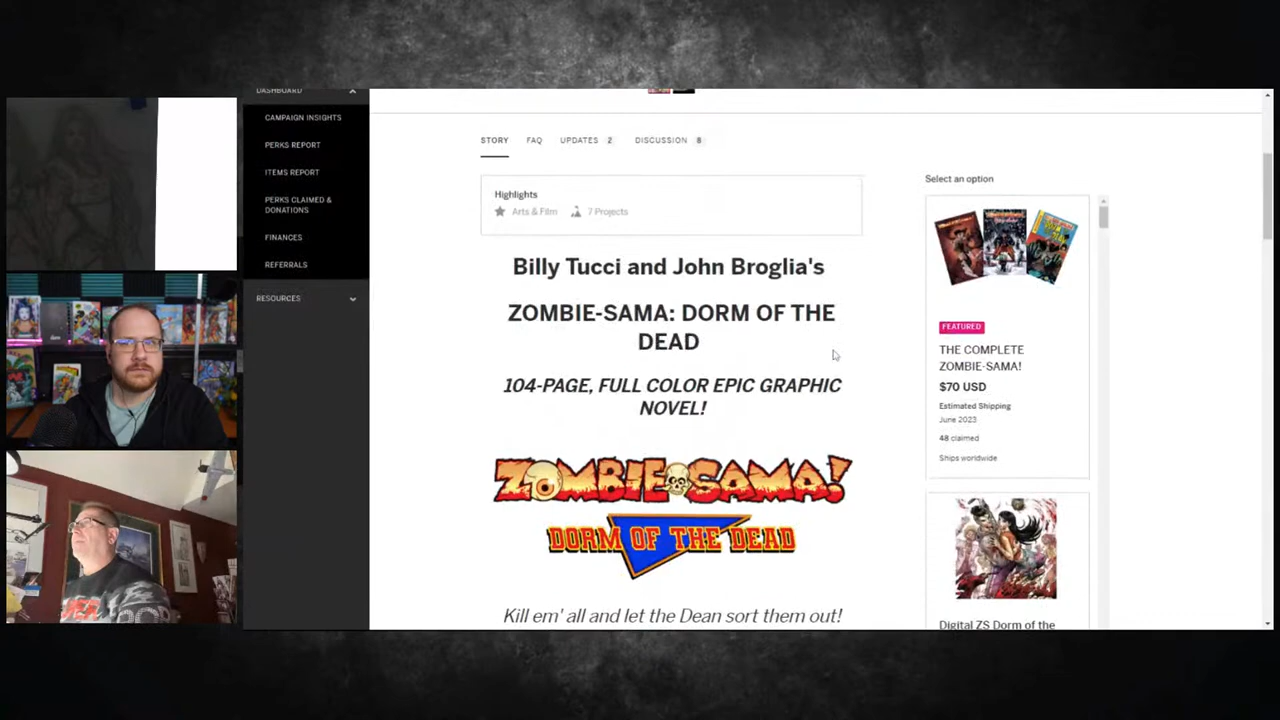 DASHBOARD
CAMPAIGN INSIGHTS
PERKS REPORT
ITEMS REPORT
PERKS CLAIMED &
DONATIONS
FINANCES
REFERRALS
RESOURCES
STORY FAQ UPDATES 2 DISCUSSION 8
Highlights
Arts & Film 7 Projects
Billy Tucci and John Broglia's
ZOMBIE-SAMA: DORM OF THE
DEAD
104-PAGE, FULL COLOR EPIC GRAPHIC
NOVEL!
ZOMBIE-SAMA!
DORM OF THE DEAD
Kill em' all and let the Dean sort them out!
Select an option
FEATURED
THE COMPLETE
ZOMBIE-SAMA!
$70 USD
Estimated Shipping
June 2023
48 claimed
Ships worldwide
Digital ZS Dorm of the